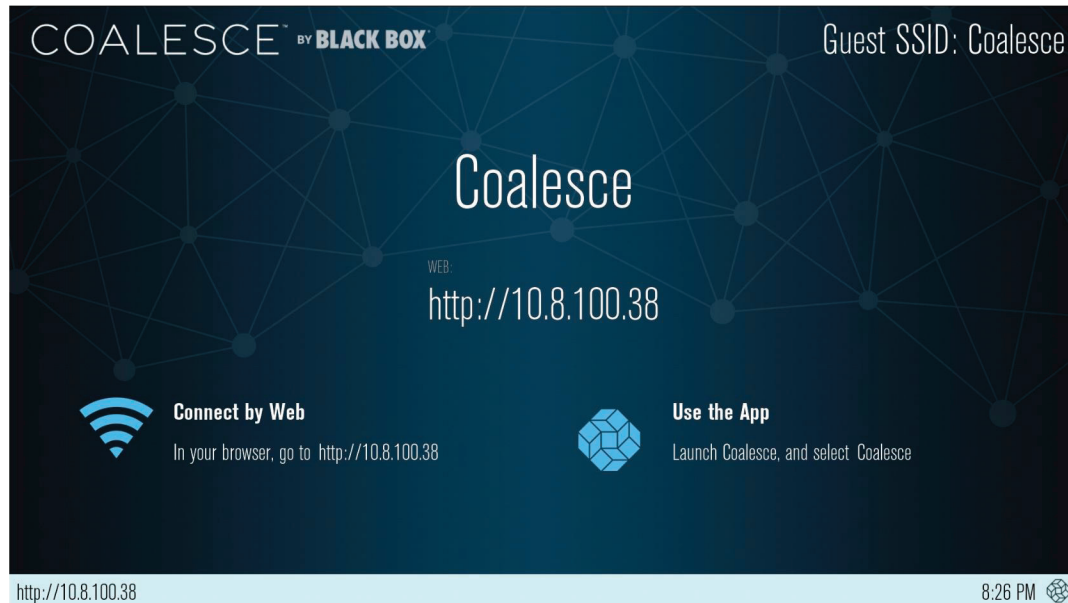 COALESCE™ BY BLACK BOX
Guest SSID: Coalesce
Coalesce
WEB:
http://10.8.100.38
Connect by Web
In your browser, go to http://10.8.100.38
Use the App
Launch Coalesce, and select Coalesce
http://10.8.100.38
8:26 PM